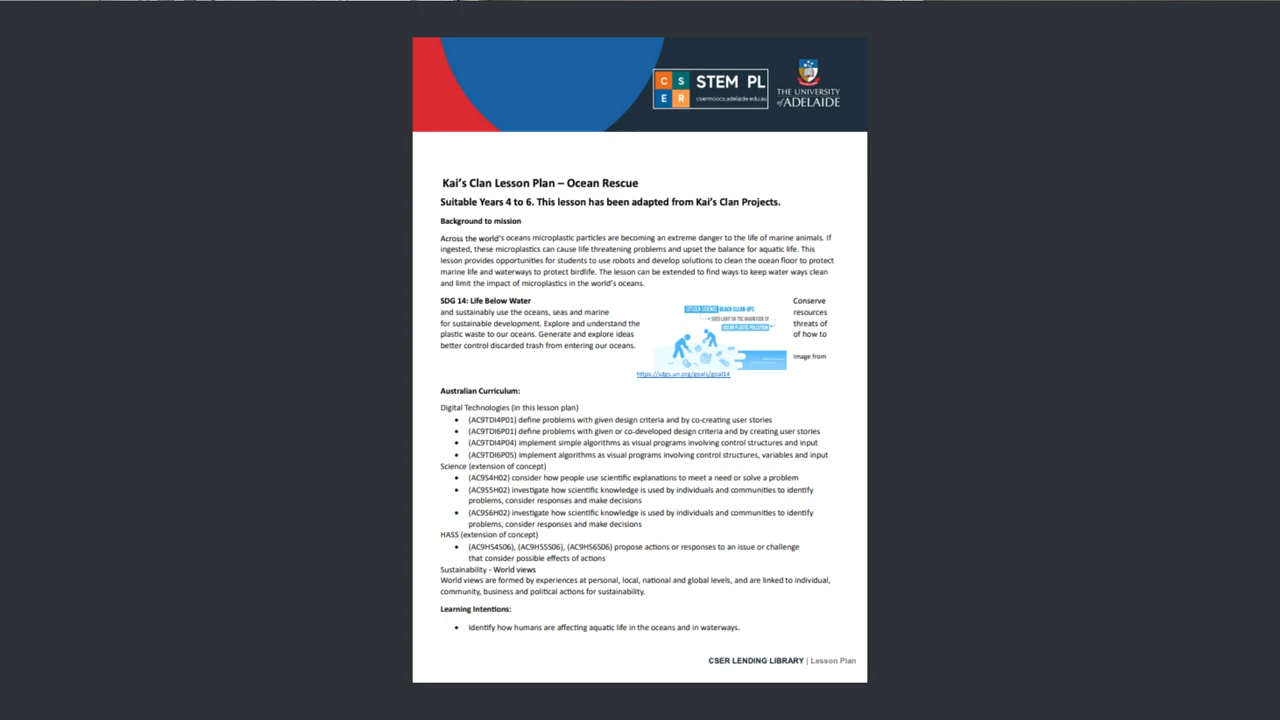 C S E R STEM PL
csermoocs.adelaide.edu.au
THE UNIVERSITY
of ADELAIDE
Kai's Clan Lesson Plan – Ocean Rescue
Suitable Years 4 to 6. This lesson has been adapted from Kai's Clan Projects.
Background to mission
Across the world's oceans microplastic particles are becoming an extreme danger to the life of marine animals. If
ingested, these microplastics can cause life threatening problems and upset the balance for aquatic life. This
lesson provides opportunities for students to use robots and develop solutions to clean the ocean floor to protect
marine life and waterways to protect birdlife. The lesson can be extended to find ways to keep water ways clean
and limit the impact of microplastics in the world's oceans.
SDG 14: Life Below Water Conserve
and sustainably use the oceans, seas and marine resources
for sustainable development. Explore and understand the threats of
plastic waste to our oceans. Generate and explore ideas of how to
better control discarded trash from entering our oceans.
CITIZEN SCIENCE BEACH CLEAN-UPS
SHED LIGHT ON THE MAGNITUDE OF
OCEAN PLASTIC POLLUTION
image from
https://sdgs.un.org/goals/goal14
Australian Curriculum:
Digital Technologies (in this lesson plan)
• (AC9TDI4P01) define problems with given design criteria and by co-creating user stories
• (AC9TDI6P01) define problems with given or co-developed design criteria and by creating user stories
• (AC9TDI4P04) implement simple algorithms as visual programs involving control structures and input
• (AC9TDI6P05) implement algorithms as visual programs involving control structures, variables and input
Science (extension of concept)
• (AC9S4H02) consider how people use scientific explanations to meet a need or solve a problem
• (AC9S5H02) investigate how scientific knowledge is used by individuals and communities to identify
problems, consider responses and make decisions
• (AC9S6H02) investigate how scientific knowledge is used by individuals and communities to identify
problems, consider responses and make decisions
HASS (extension of concept)
• (AC9HS4S06), (AC9HS5S06), (AC9HS6S06) propose actions or responses to an issue or challenge
that consider possible effects of actions
Sustainability - World views
World views are formed by experiences at personal, local, national and global levels, and are linked to individual,
community, business and political actions for sustainability.
Learning Intentions:
• Identify how humans are affecting aquatic life in the oceans and in waterways.
CSER LENDING LIBRARY | Lesson Plan